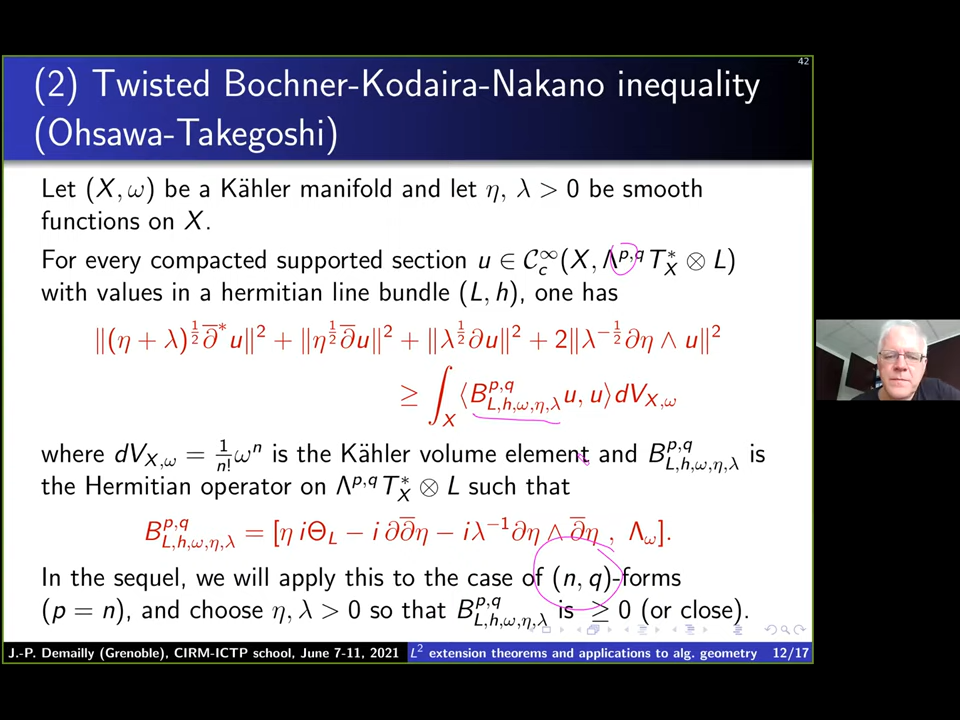 42
(2) Twisted Bochner-Kodaira-Nakano inequality
(Ohsawa-Takegoshi)
Let (X, ω) be a Kähler manifold and let η, λ > 0 be smooth
functions on X.
For every compacted supported section u ∈ 𝒞_c^∞(X, Λ^{p,q} T_X^* ⊗ L)
with values in a hermitian line bundle (L, h), one has
‖(η + λ)^{1/2} ∂̄^* u‖² + ‖η^{1/2} ∂̄u‖² + ‖λ^{1/2} ∂u‖² + 2‖λ^{-1/2} ∂η ∧ u‖²
≥ ∫_X ⟨B^{p,q}_{L,h,ω,η,λ} u, u⟩ dV_{X,ω}
where dV_{X,ω} = 1/n! ω^n is the Kähler volume element and B^{p,q}_{L,h,ω,η,λ} is
the Hermitian operator on Λ^{p,q} T_X^* ⊗ L such that
B^{p,q}_{L,h,ω,η,λ} = [η iΘ_L − i ∂∂̄η − iλ^{-1} ∂η ∧ ∂̄η , Λ_ω].
In the sequel, we will apply this to the case of (n, q)-forms
(p = n), and choose η, λ > 0 so that B^{p,q}_{L,h,ω,η,λ} is ≥ 0 (or close).
J.-P. Demailly (Grenoble), CIRM-ICTP school, June 7-11, 2021 L² extension theorems and applications to alg. geometry 12/17